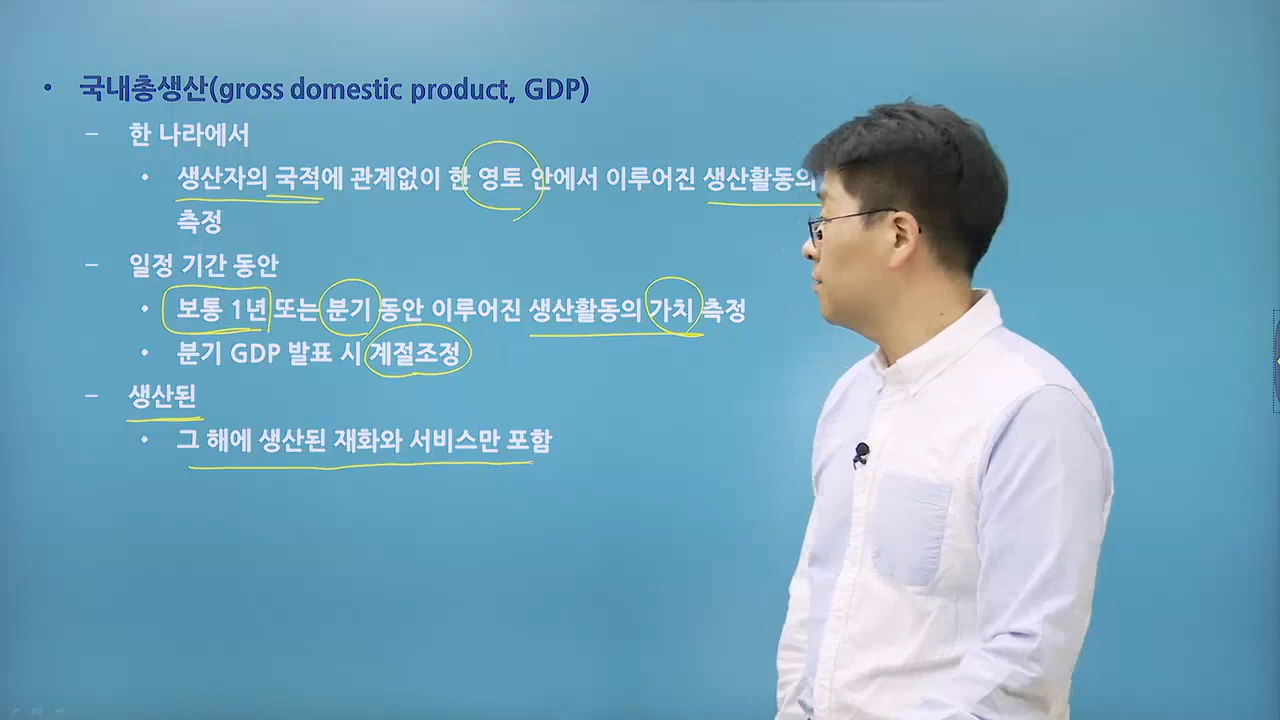 • 국내총생산(gross domestic product, GDP)
– 한 나라에서
• 생산자의 국적에 관계없이 한 영토 안에서 이루어진 생산활동의
측정
– 일정 기간 동안
• 보통 1년 또는 분기 동안 이루어진 생산활동의 가치 측정
• 분기 GDP 발표 시 계절조정
– 생산된
• 그 해에 생산된 재화와 서비스만 포함